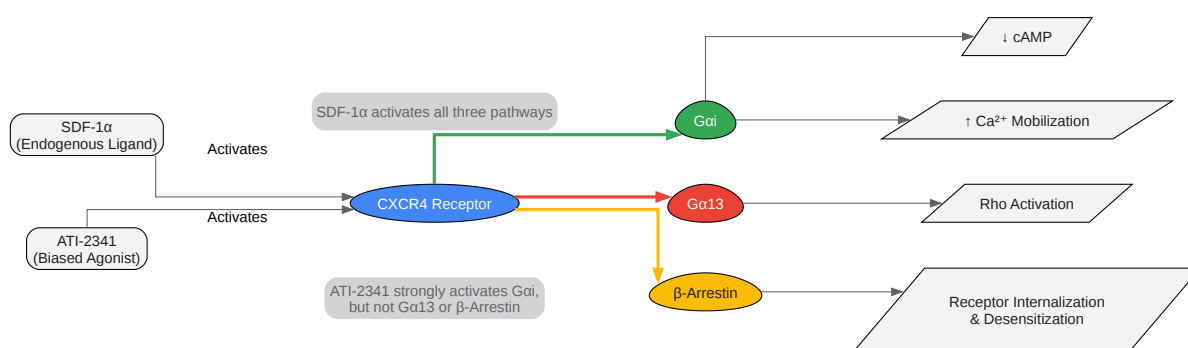 ↓ cAMP
SDF-1α activates all three pathways
Gαi
↑ Ca²⁺ Mobilization
SDF-1α
(Endogenous Ligand)
Activates
CXCR4 Receptor
Gα13
Rho Activation
Activates
ATI-2341
(Biased Agonist)
ATI-2341 strongly activates Gαi,
but not Gα13 or β-Arrestin
β-Arrestin
Receptor Internalization
& Desensitization